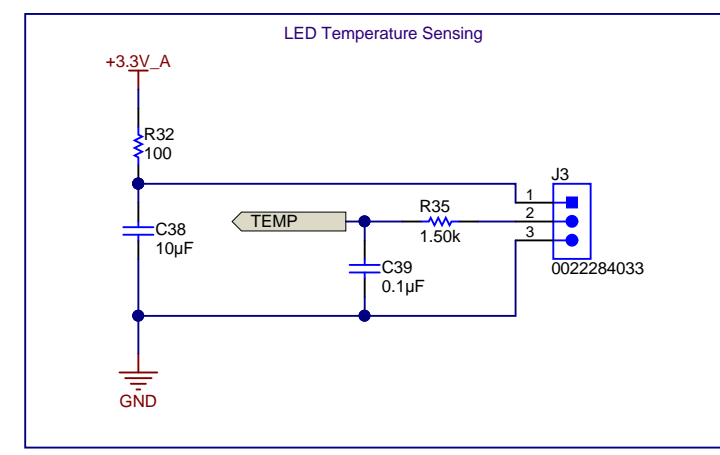 LED Temperature Sensing
+3.3V_A
R32
100
J3
1
R35
TEMP
2
1.50k
3
C38
10µF
C39
0.1µF
0022284033
GND